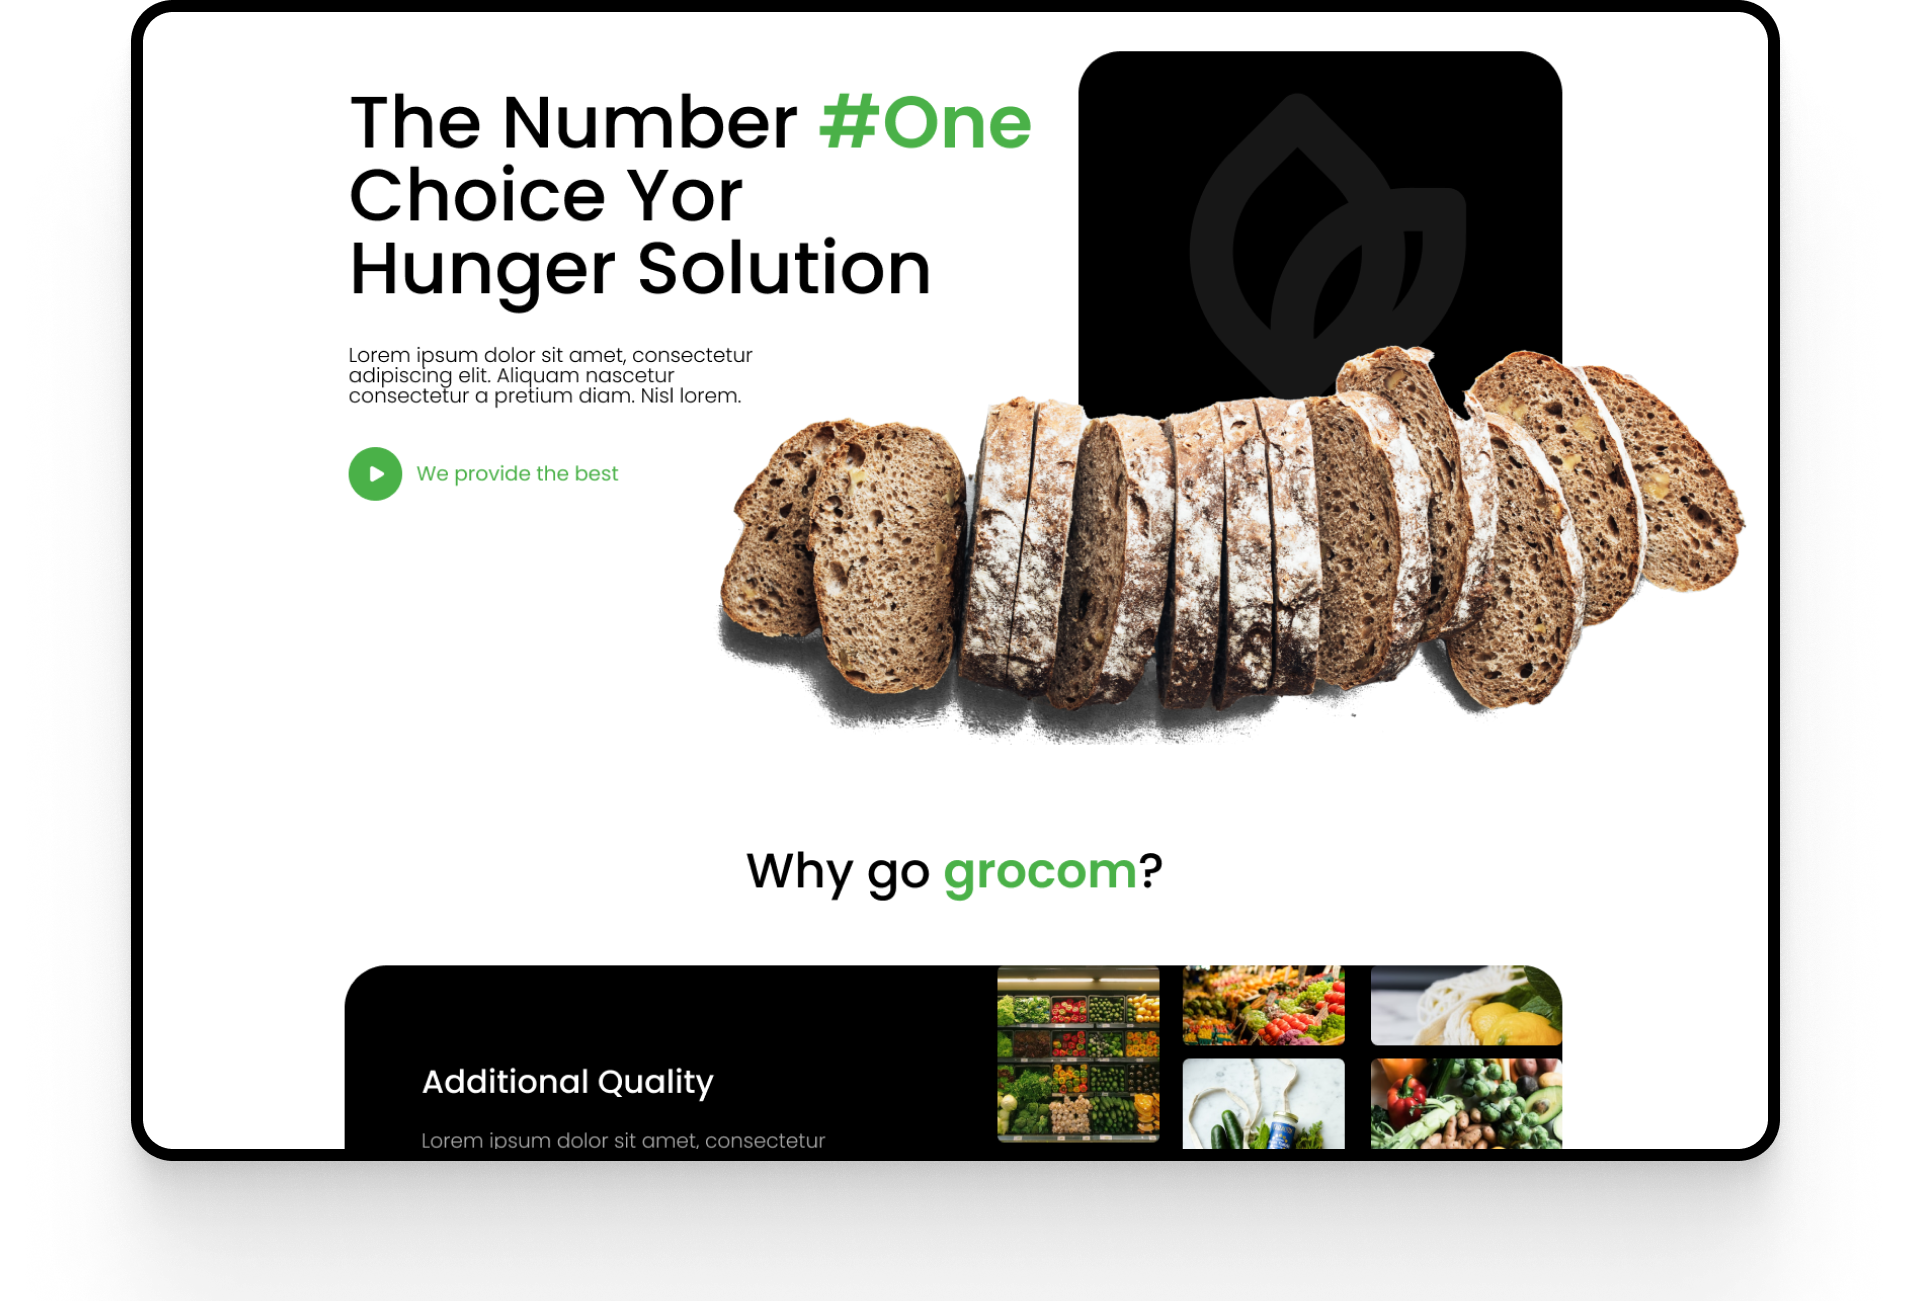 The Number #One
Choice Yor
Hunger Solution
Lorem ipsum dolor sit amet, consectetur
adipiscing elit. Aliquam nascetur
consectetur a pretium diam. Nisl lorem.
We provide the best
Why go grocom?
Additional Quality
Lorem ipsum dolor sit amet, consectetur